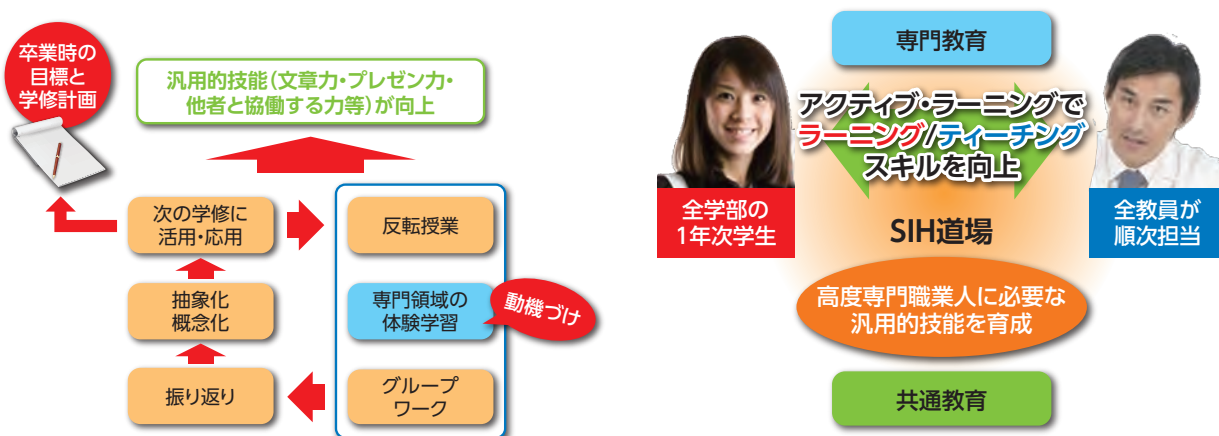 卒業時の
目標と
学修計画
汎用的技能（文章力・プレゼン力・
他者と協働する力等）が向上
次の学修に
活用・応用
反転授業
抽象化
概念化
専門領域の
体験学習
動機づけ
振り返り
グループ
ワーク
専門教育
アクティブ・ラーニングで
ラーニング/ティーチング
スキルを向上
全学部の
1年次学生
SIH道場
全教員が
順次担当
高度専門職業人に必要な
汎用的技能を育成
共通教育